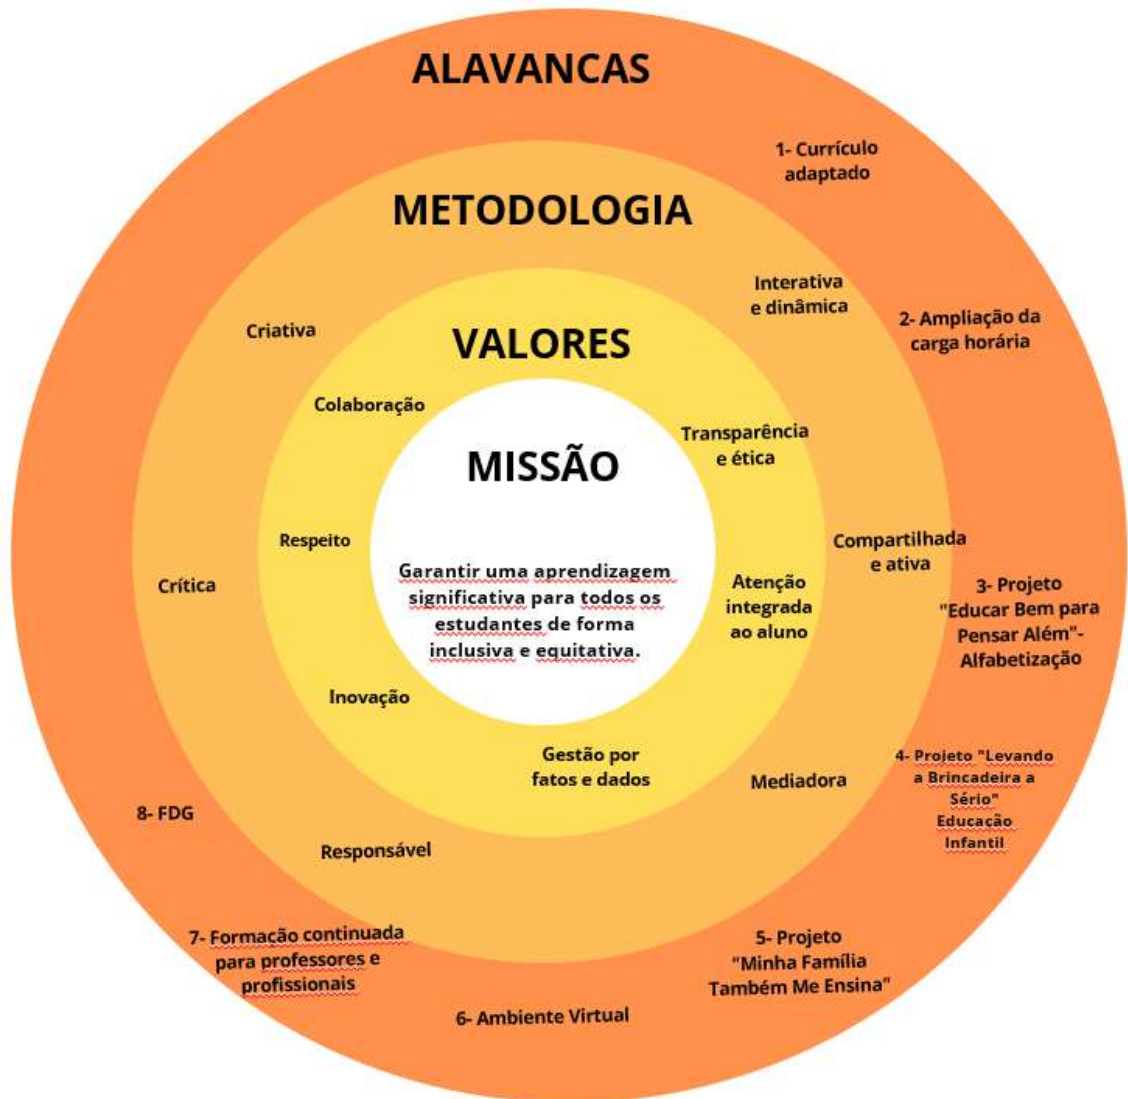 ALAVANCAS
1- Currículo
adaptado
2- Ampliação da
carga horária
3- Projeto
"Educar Bem para
Pensar Além"-
Alfabetização
4- Projeto "Levando
a Brincadeira a
Sério"
Educação
Infantil
5- Projeto
"Minha Família
Também Me Ensina"
6- Ambiente Virtual
7- Formação continuada
para professores e
profissionais
8- FDG
METODOLOGIA
Interativa
e dinâmica
Compartilhada
e ativa
Mediadora
Responsável
Crítica
Criativa
VALORES
Transparência
e ética
Atenção
integrada
ao aluno
Gestão por
fatos e dados
Inovação
Respeito
Colaboração
MISSÃO
Garantir uma aprendizagem
significativa para todos os
estudantes de forma
inclusiva e equitativa.